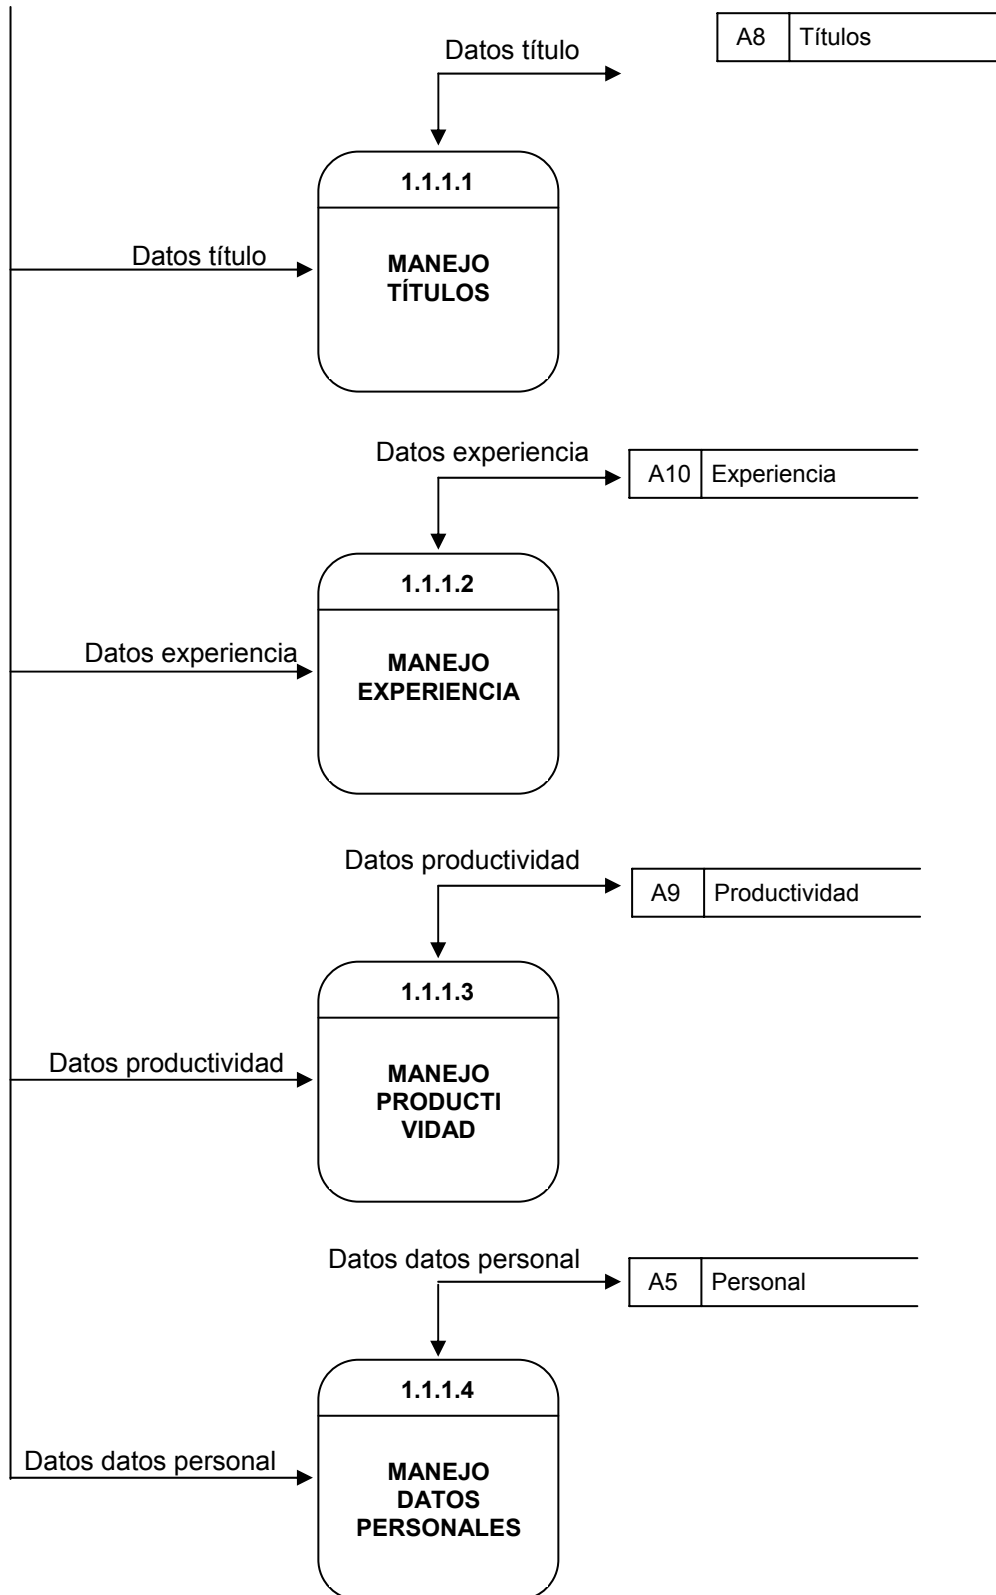 A8 Títulos
Datos título
1.1.1.1
Datos título
MANEJO
TÍTULOS
Datos experiencia
A10 Experiencia
1.1.1.2
Datos experiencia
MANEJO
EXPERIENCIA
Datos productividad
A9 Productividad
1.1.1.3
Datos productividad
MANEJO
PRODUCTI
VIDAD
Datos datos personal
A5 Personal
1.1.1.4
Datos datos personal
MANEJO
DATOS
PERSONALES